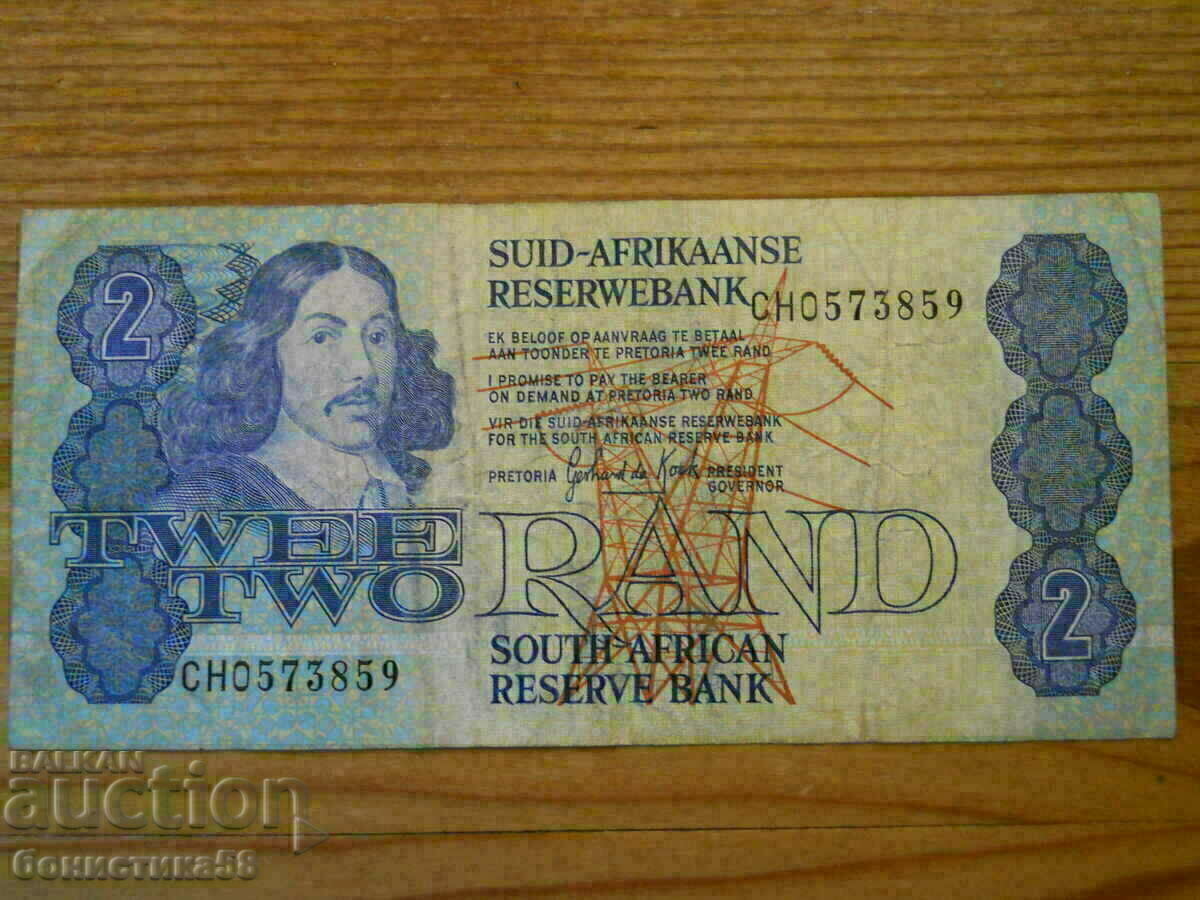 2
SUID-AFRIKAANSE
RESERWEBANK
CH0573859
EK BELOOF OP AANVRAAG TE BETAAL
AAN TOONDER TE PRETORIA TWEE RAND
I PROMISE TO PAY THE BEARER
ON DEMAND AT PRETORIA TWO RAND
VIR DIE SUID-AFRIKAANSE RESERWEBANK
FOR THE SOUTH AFRICAN RESERVE BANK
PRETORIA Gerhard de Kock PRESIDENT
GOVERNOR
TWEE
TWO
RAND
2
SOUTH AFRICAN
RESERVE BANK
CH0573859
BALKAN
auction
бонистика58